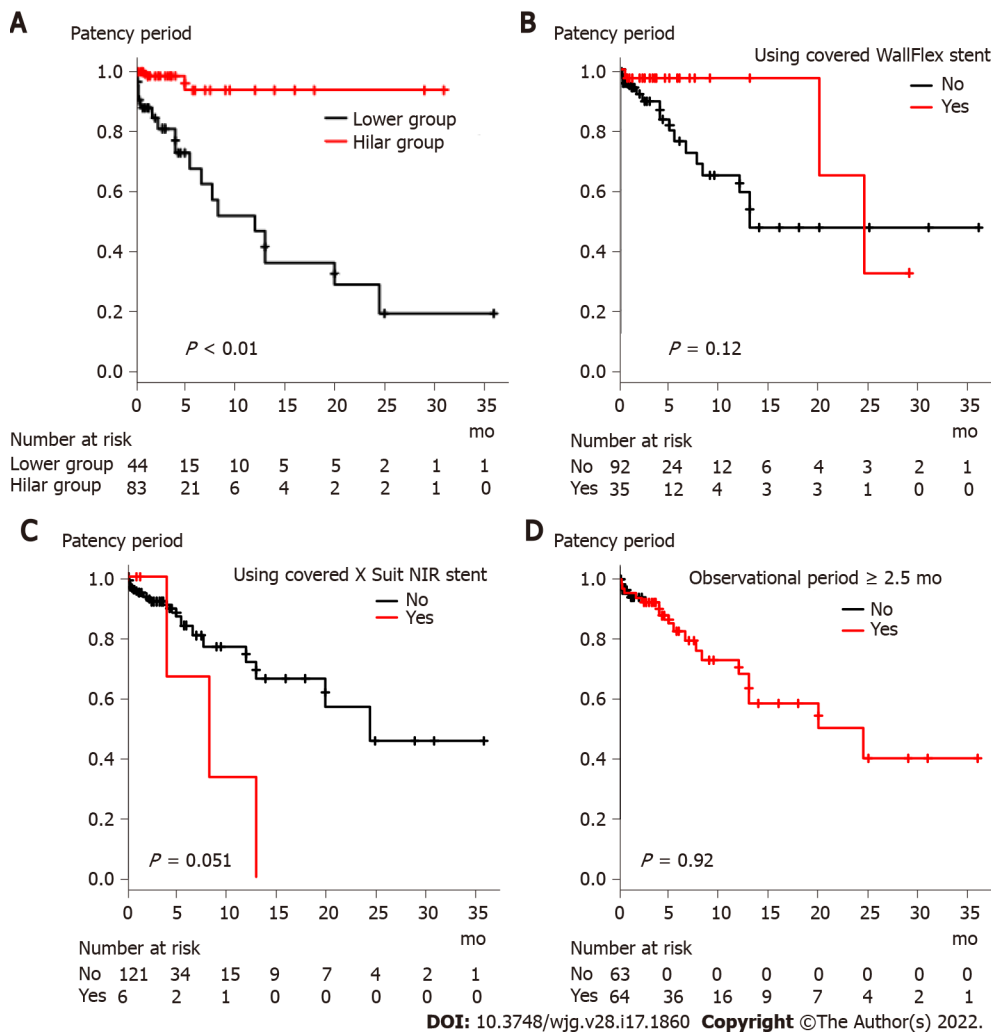 A
Patency period
1.0
0.8
0.6
0.4
0.2
0.0
Lower group
Hilar group
P < 0.01
0 5 10 15 20 25 30 35
mo
Number at risk
Lower group 44 15 10 5 5 2 1 1
Hilar group 83 21 6 4 2 2 1 0
B
Patency period
Using covered WallFlex stent
No
Yes
1.0
0.8
0.6
0.4
0.2
0.0
P = 0.12
0 5 10 15 20 25 30 35
mo
Number at risk
No 92 24 12 6 4 3 2 1
Yes 35 12 4 3 3 1 0 0
C
Patency period
Using covered X Suit NIR stent
No
Yes
1.0
0.8
0.6
0.4
0.2
0.0
P = 0.051
0 5 10 15 20 25 30 35
mo
Number at risk
No 121 34 15 9 7 4 2 1
Yes 6 2 1 0 0 0 0 0
D
Patency period
Observational period ≥ 2.5 mo
No
Yes
1.0
0.8
0.6
0.4
0.2
0.0
P = 0.92
0 5 10 15 20 25 30 35
mo
Number at risk
No 63 0 0 0 0 0 0 0
Yes 64 36 16 9 7 4 2 1
DOI: 10.3748/wjg.v28.i17.1860 Copyright ©The Author(s) 2022.